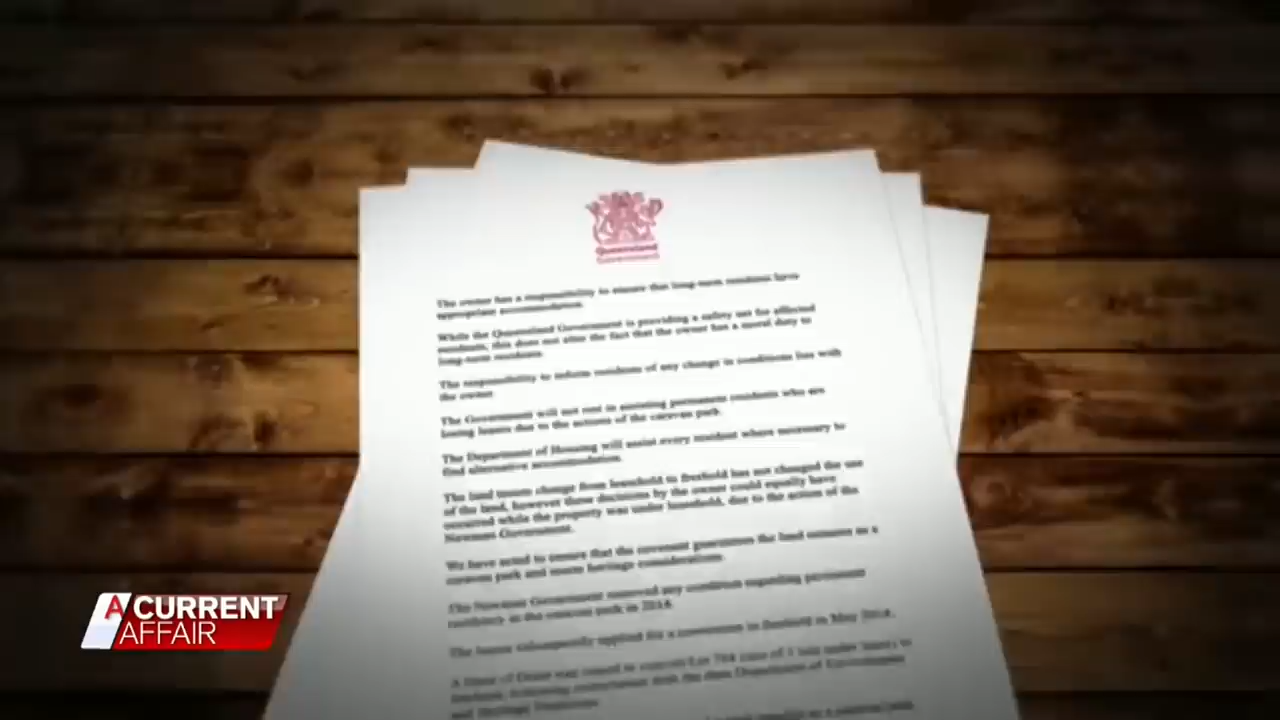 Queensland
Government
The owner has a responsibility to ensure that long-term residents have
appropriate accommodation.
While the Queensland Government is providing a safety net for affected
residents, this does not alter the fact that the owner has a moral duty to
long-term residents.
The responsibility to inform residents of any change in conditions lies with
the owner.
The Government will not rest in assisting permanent residents who are
losing leases due to the actions of the caravan park.
The Department of Housing will assist every resident where necessary to
find alternative accommodation.
The land tenure change from leasehold to freehold has not changed the use
of the land, however these decisions by the owner could equally have
occurred while the property was under leasehold, due to the action of the
Newman Government.
We have acted to ensure that the covenant guarantees the land remains as a
caravan park and meets heritage considerations.
The Newman Government removed any condition regarding permanent
residents in the caravan park in 2014.
The lessee subsequently applied for a conversion to freehold in May 2014.
A CURRENT
AFFAIR